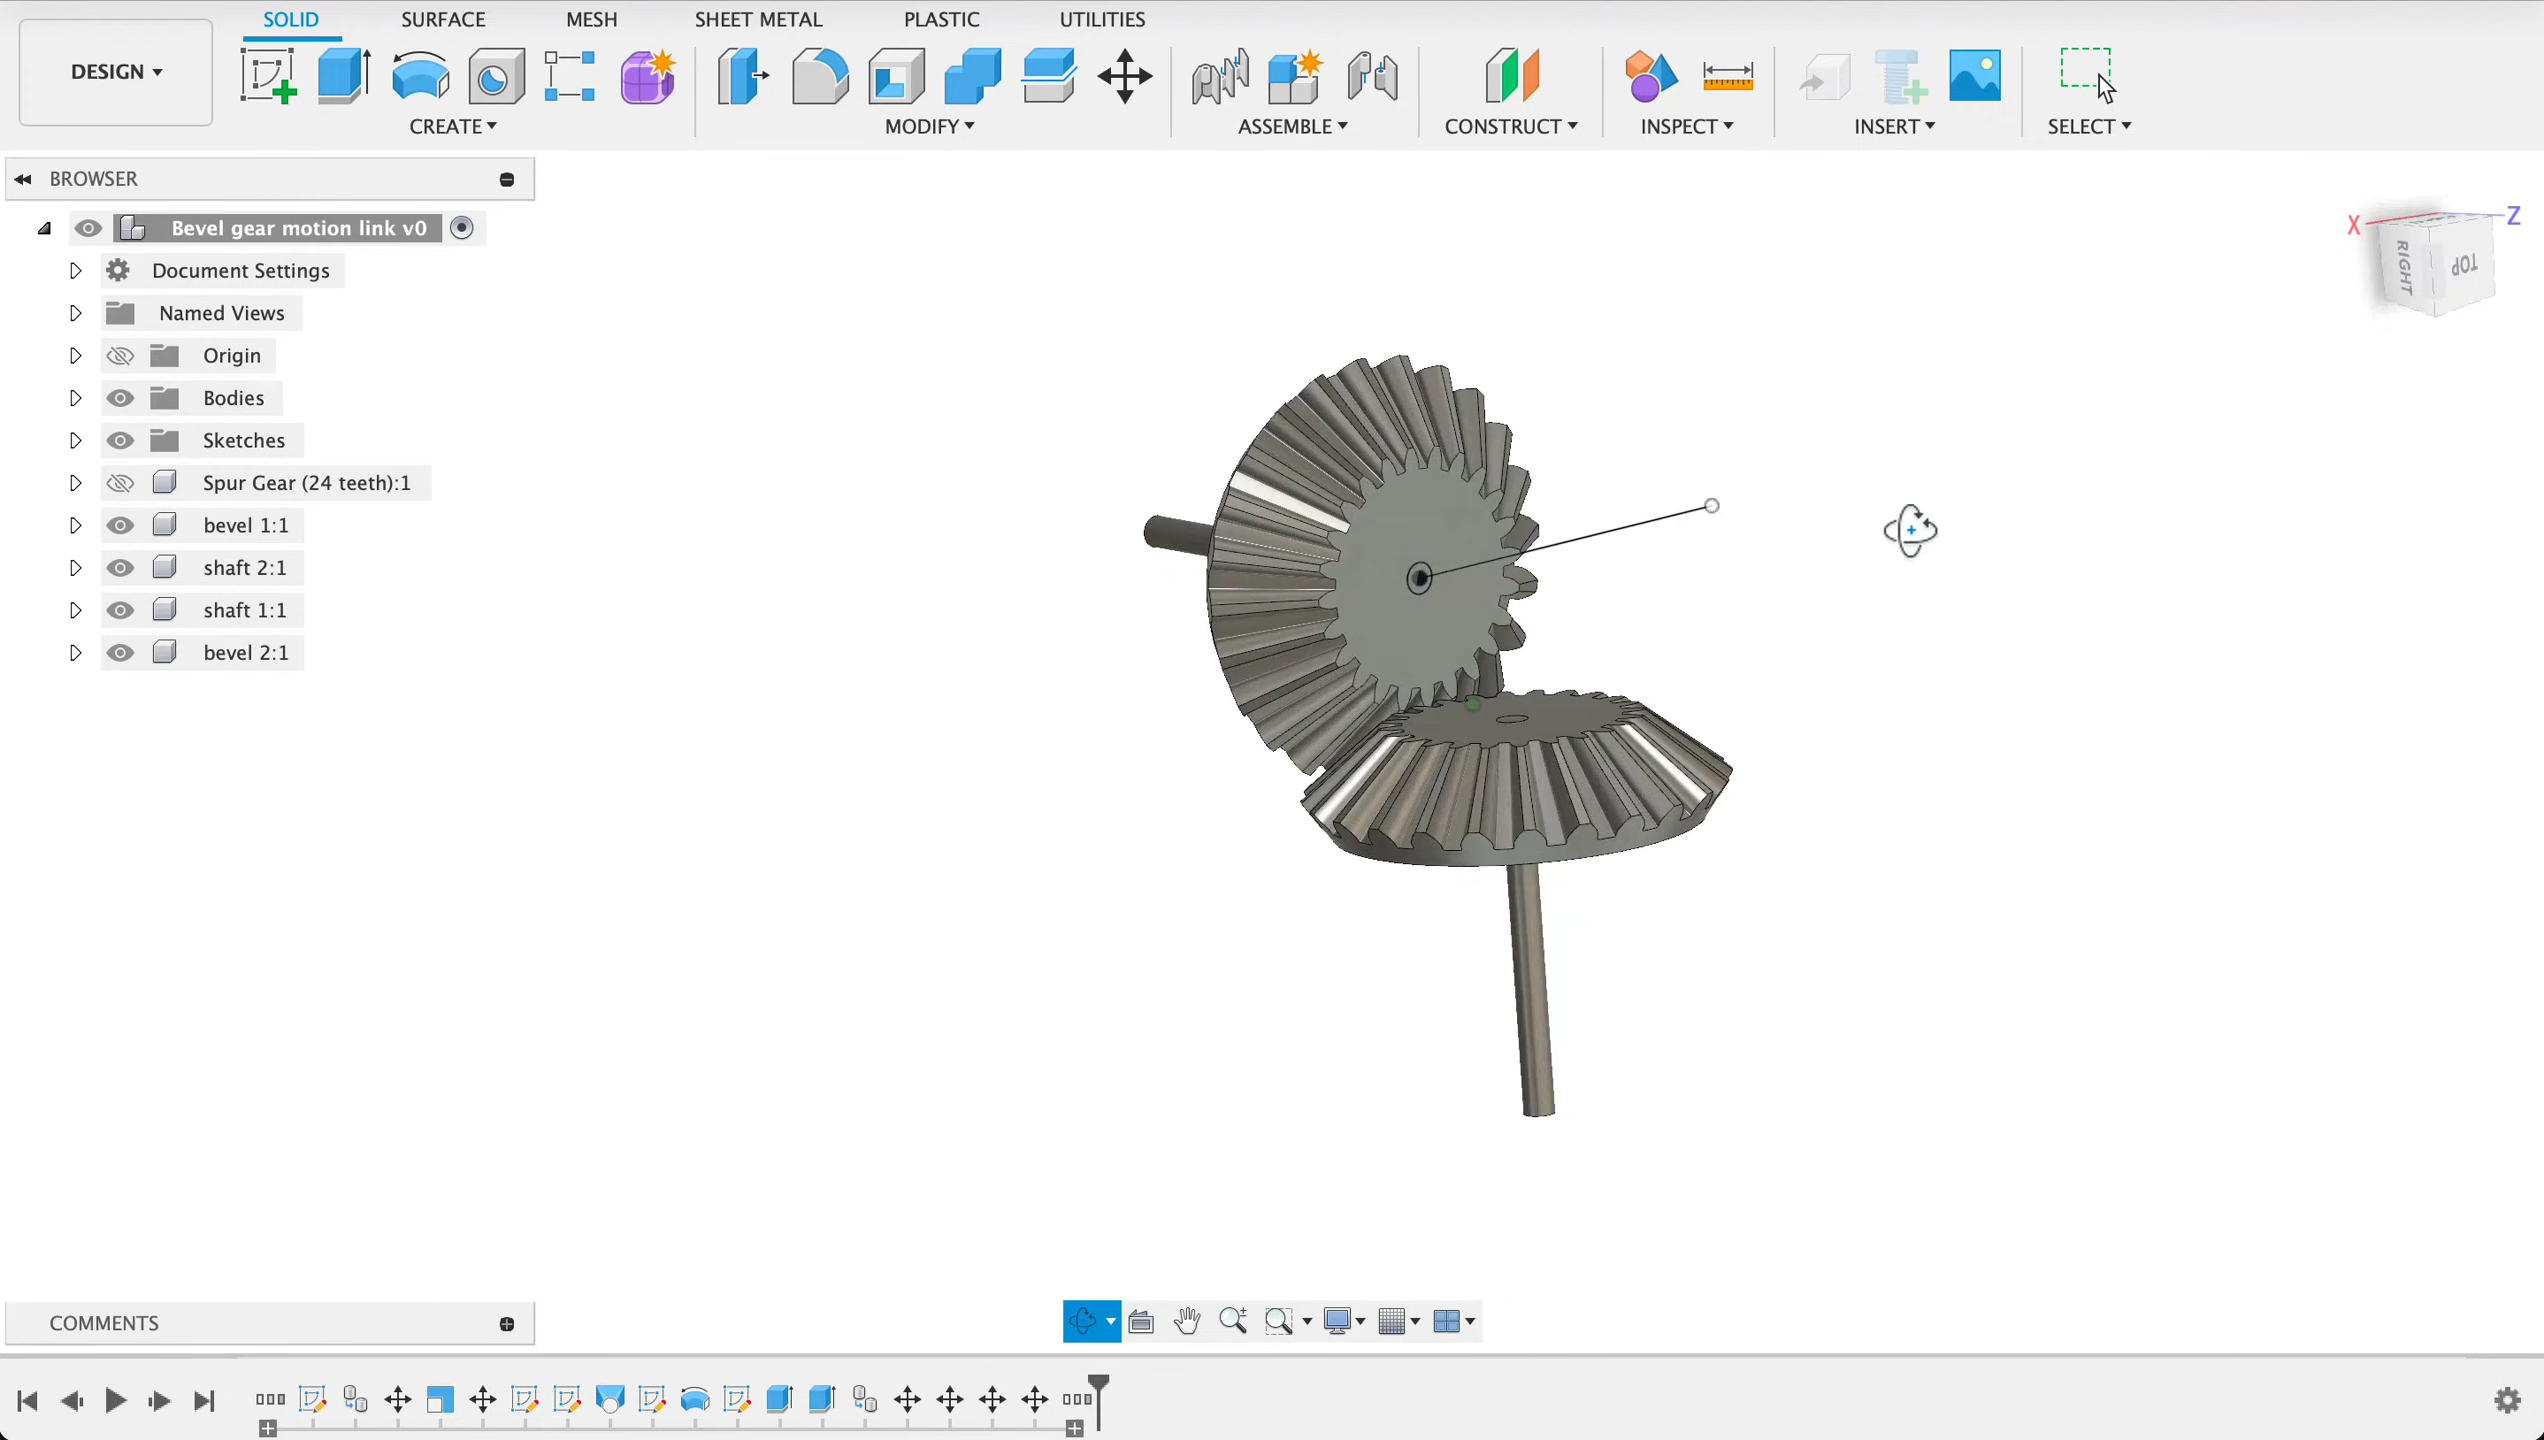 SOLID SURFACE MESH SHEET METAL PLASTIC UTILITIES
DESIGN
CREATE MODIFY ASSEMBLE CONSTRUCT INSPECT INSERT SELECT
BROWSER
Bevel gear motion link v0
Document Settings
Named Views
Origin
Bodies
Sketches
Spur Gear (24 teeth):1
bevel 1:1
shaft 2:1
shaft 1:1
bevel 2:1
X Z
RIGHT TOP
COMMENTS